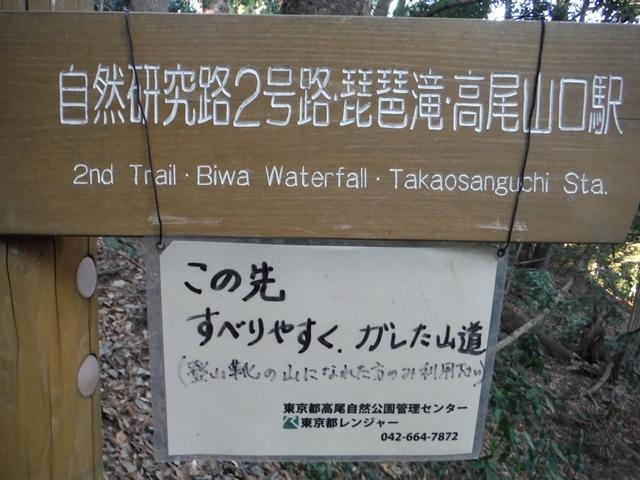 自然研究路2号路・琵琶滝・高尾山口駅
2nd Trail・Biwa Waterfall・Takaosanguchi Sta.
この先
すべりやすく、ガレた山道
(登山靴の山になれた方のみ利用下さい)
東京都高尾自然公園管理センター
東京都レンジャー
042-664-7872